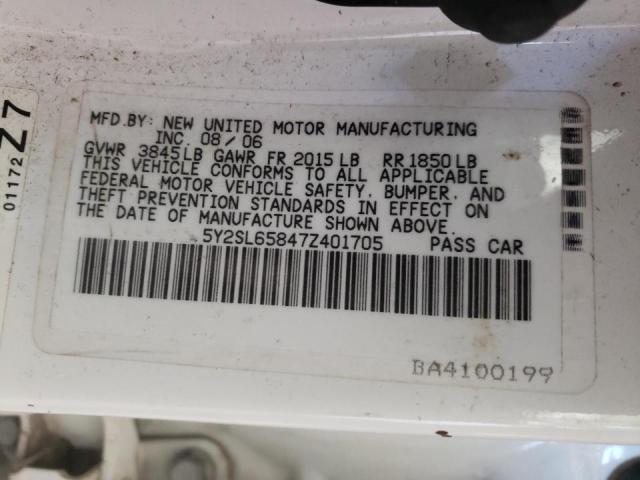 MFD.BY: NEW UNITED MOTOR MANUFACTURING
INC. 08/06
GVWR 3845LB GAWR FR 2015LB RR 1850LB
THIS VEHICLE CONFORMS TO ALL APPLICABLE
FEDERAL MOTOR VEHICLE SAFETY, BUMPER, AND
THEFT PREVENTION STANDARDS IN EFFECT ON
THE DATE OF MANUFACTURE SHOWN ABOVE.
5Y2SL65847Z401705 PASS CAR
BA4100199
01172
Z7